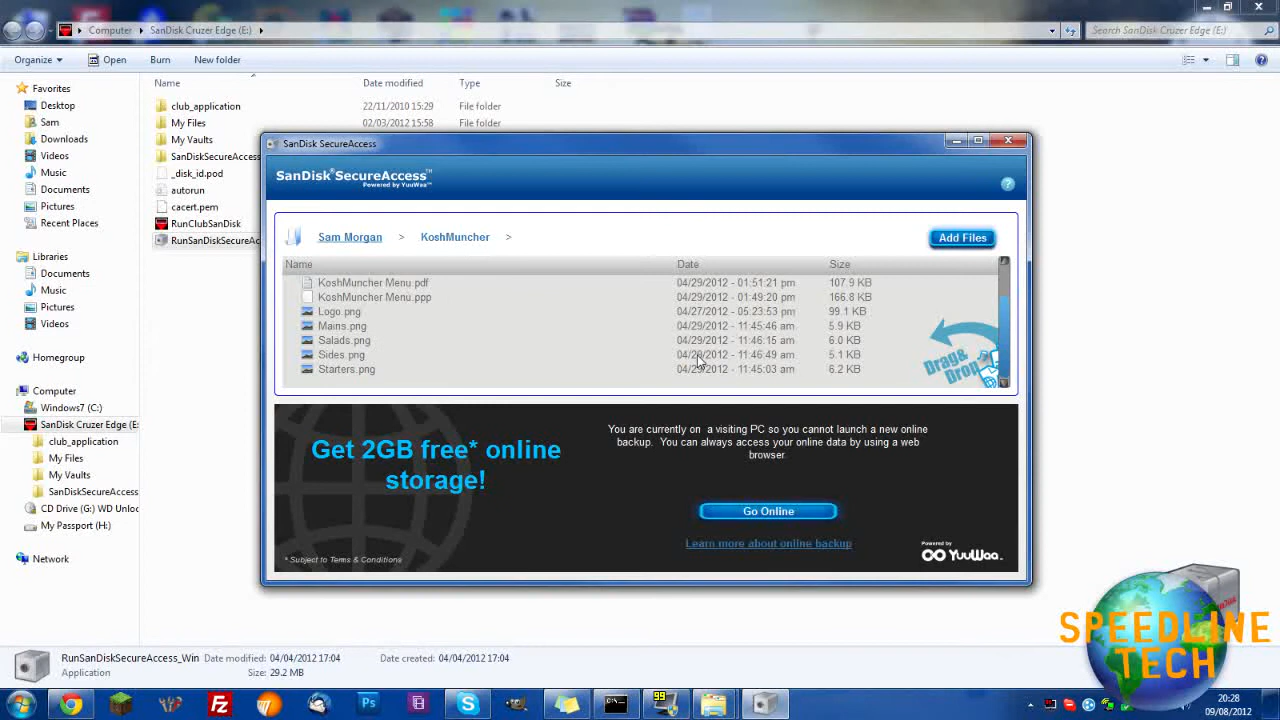 Computer ▸ SanDisk Cruzer Edge (E:) ▸
Search SanDisk Cruzer Edge (E:)
Organize Open Burn New folder
Name Date modified Type Size
club_application 22/11/2010 15:29 File folder
My Files 02/03/2012 15:58 File folder
My Vaults
SanDiskSecureAccess
_disk_id.pod
autorun
cacert.pem
RunClubSanDisk
RunSanDiskSecureAc
Favorites
Desktop
Sam
Downloads
Videos
Music
Documents
Pictures
Recent Places
Libraries
Documents
Music
Pictures
Videos
Homegroup
Computer
Windows7 (C:)
SanDisk Cruzer Edge (E:
club_application
My Files
My Vaults
SanDiskSecureAccess
CD Drive (G:) WD Unloc
My Passport (H:)
Network
SanDisk SecureAccess
SanDisk® SecureAccess™
Powered by YuuWaa™
Sam Morgan > KoshMuncher >
Add Files
Name Date Size
KoshMuncher Menu.pdf 04/29/2012 - 01:51:21 pm 107.9 KB
KoshMuncher Menu.ppp 04/29/2012 - 01:49:20 pm 166.8 KB
Logo.png 04/27/2012 - 05:23:53 pm 99.1 KB
Mains.png 04/29/2012 - 11:45:46 am 5.9 KB
Salads.png 04/29/2012 - 11:46:15 am 6.0 KB
Sides.png 04/29/2012 - 11:46:49 am 5.1 KB
Starters.png 04/29/2012 - 11:45:03 am 6.2 KB
Drag&
Drop
Get 2GB free* online
storage!
* Subject to Terms & Conditions
You are currently on a visiting PC so you cannot launch a new online
backup. You can always access your online data by using a web
browser.
Go Online
Learn more about online backup
Powered by
YuuWaa™
RunSanDiskSecureAccess_Win Date modified: 04/04/2012 17:04 Date created: 04/04/2012 17:04
Application Size: 29.2 MB
SPEEDLINE
TECH
20:28
09/08/2012